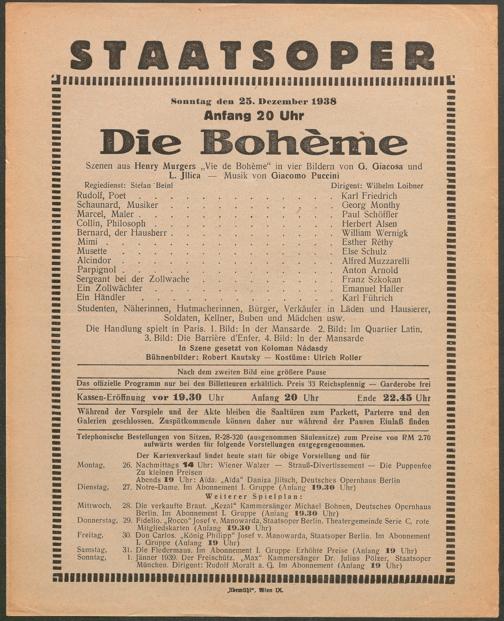 STAATSOPER
Sonntag den 25. Dezember 1938
Anfang 20 Uhr
Die Bohème
Szenen aus Henry Murgers „Vie de Bohème" in vier Bildern von G. Giacosa und
L. Jllica — Musik von Giacomo Puccini
Regiedienst: Stefan Beinl Dirigent: Wilhelm Loibner
Rudolf, Poet . . . Karl Friedrich
Schaunard, Musiker . . . Georg Monthy
Marcel, Maler . . . Paul Schöffler
Collin, Philosoph . . . Herbert Alsen
Bernard, der Hausherr . . . William Wernigk
Mimi . . . Esther Réthy
Musette . . . Else Schulz
Alcindor . . . Alfred Muzzarelli
Parpignol . . . Anton Arnold
Sergeant bei der Zollwache . . . Franz Szkokan
Ein Zollwächter . . . Emanuel Haller
Ein Händler . . . Karl Führich
Studenten, Näherinnen, Hutmacherinnen, Bürger, Verkäufer in Läden und Hausierer,
Soldaten, Kellner, Buben und Mädchen usw.
Die Handlung spielt in Paris. 1. Bild: In der Mansarde. 2. Bild: Im Quartier Latin.
3. Bild: Die Barrière d'Enfer. 4. Bild: In der Mansarde
In Szene gesetzt von Koloman Nádasdy
Bühnenbilder: Robert Kautsky — Kostüme: Ulrich Roller
Nach dem zweiten Bild eine größere Pause
Das offizielle Programm nur bei den Billetteuren erhältlich. Preis 33 Reichspfennig — Garderobe frei
Kassen-Eröffnung vor 19.30 Uhr Anfang 20 Uhr Ende 22.45 Uhr
Während der Vorspiele und der Akte bleiben die Saaltüren zum Parkett, Parterre und den
Galerien geschlossen. Zuspätkommende können daher nur während der Pausen Einlaß finden
Telephonische Bestellungen von Sitzen, R-28-320 (ausgenommen Säulensitze) zum Preise von RM 2.70
aufwärts werden für folgende Vorstellungen entgegengenommen.
Der Kartenverkauf findet heute statt für obige Vorstellung und für
Montag, 26. Nachmittags 14 Uhr: Wiener Walzer — Strauß-Divertissement — Die Puppenfee
Zu kleinen Preisen
Abends 19 Uhr: Aïda. „Aïda" Daniza Jlitsch, Deutsches Opernhaus Berlin
Dienstag, 27. Notre-Dame. Im Abonnement I. Gruppe (Anfang 19.30 Uhr)
Weiterer Spielplan:
Mittwoch, 28. Die verkaufte Braut. „Kezal" Kammersänger Michael Bohnen, Deutsches Opernhaus
Berlin. Im Abonnement I. Gruppe (Anfang 19.30 Uhr)
Donnerstag, 29. Fidelio. „Rocco" Josef v. Manowarda, Staatsoper Berlin. Theatergemeinde Serie C, rote
Mitgliedskarten (Anfang 19.30 Uhr)
Freitag, 30. Don Carlos. „König Philipp" Josef v. Manowarda, Staatsoper Berlin. Im Abonnement
I. Gruppe (Anfang 19 Uhr)
Samstag, 31. Die Fledermaus. Im Abonnement I. Gruppe Erhöhte Preise (Anfang 19 Uhr)
Sonntag, 1. Jänner 1939. Der Freischütz. „Max" Kammersänger Dr. Julius Pölzer, Staatsoper
München. Dirigent: Rudolf Moralt a. G. Im Abonnement (Anfang 19 Uhr)
Wien IX.